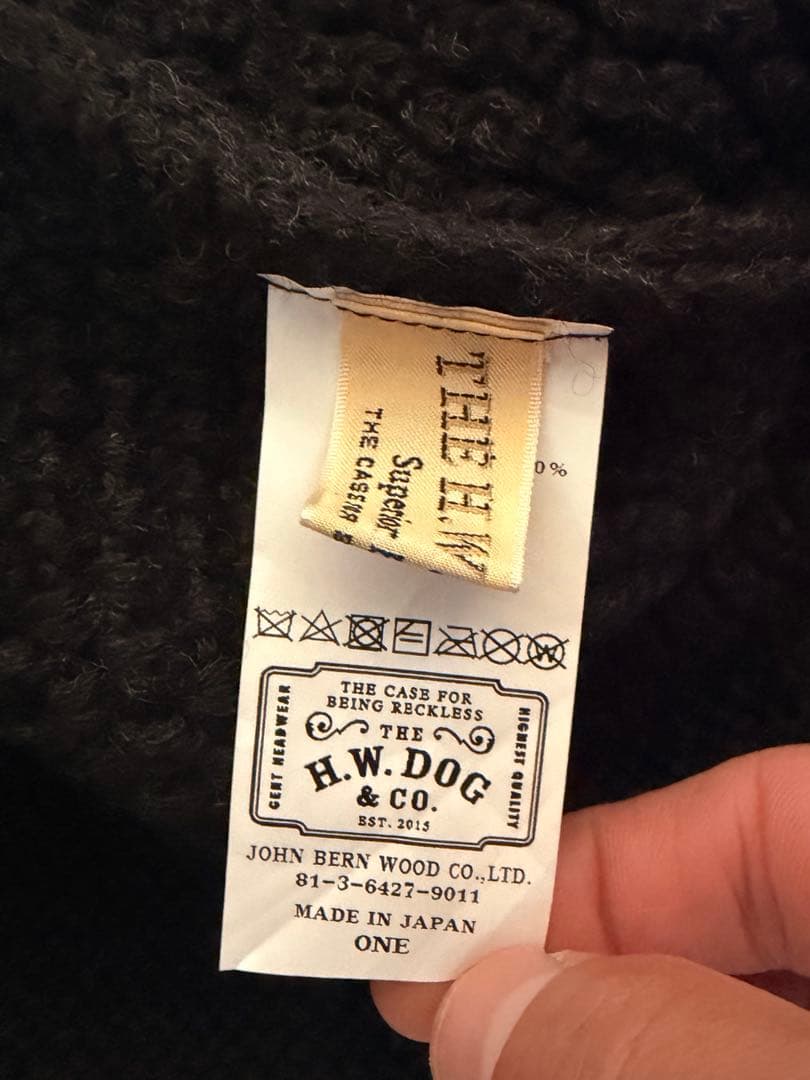 THE H.W
Superior
THE CASE
0%
THE CASE FOR
BEING RECKLESS
GENT HEADWEAR
THE
H.W. DOG
& CO.
EST. 2015
HIGHEST QUALITY
JOHN BERN WOOD CO.,LTD.
81-3-6427-9011
MADE IN JAPAN
ONE